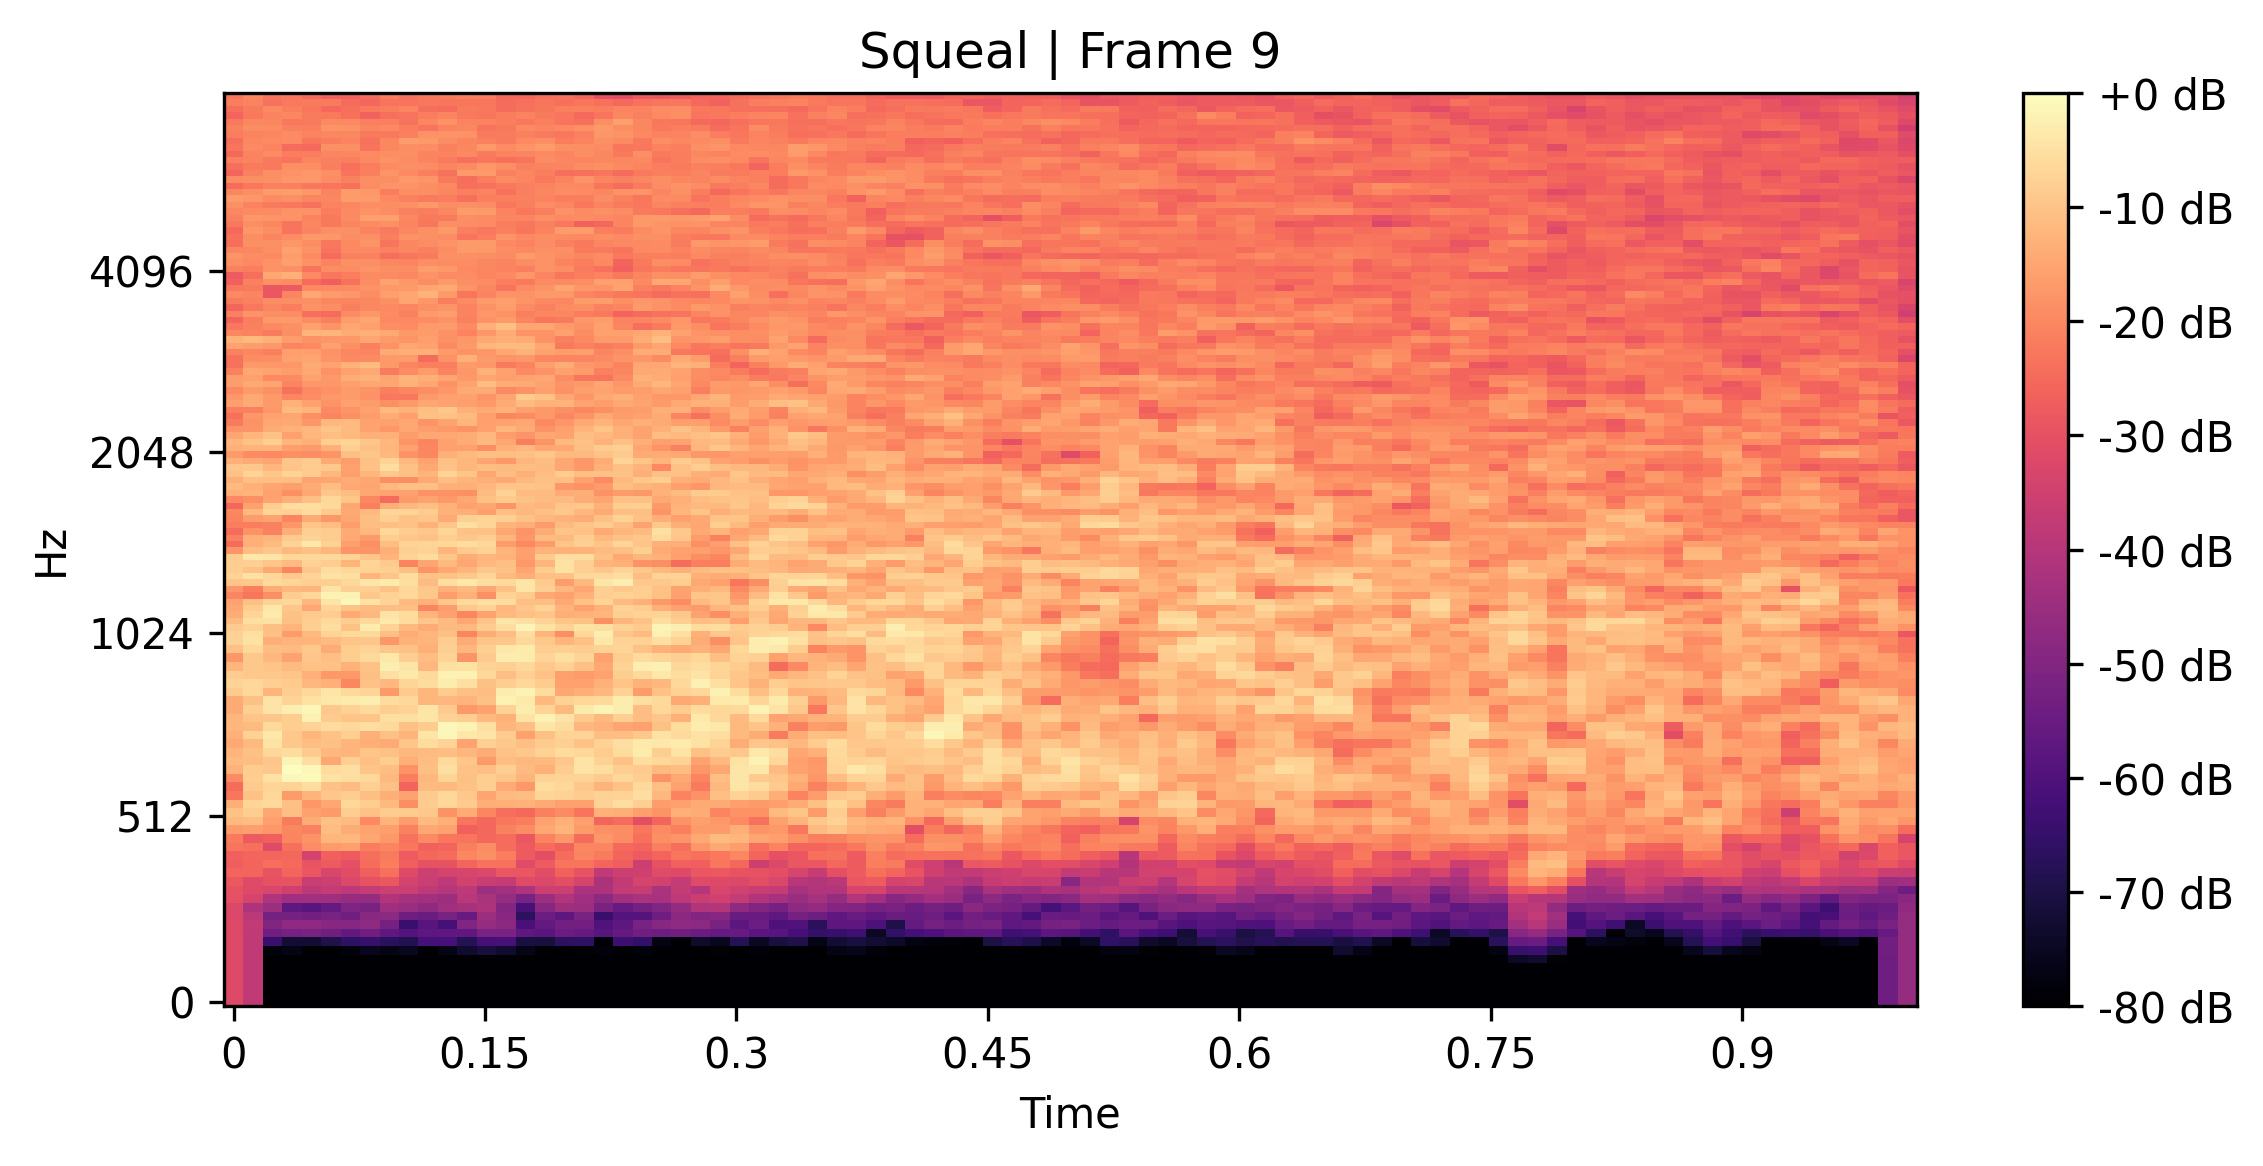 Squeal | Frame 9
+0 dB
-10 dB
-20 dB
-30 dB
-40 dB
-50 dB
-60 dB
-70 dB
-80 dB
Hz
4096
2048
1024
512
0
0 0.15 0.3 0.45 0.6 0.75 0.9
Time